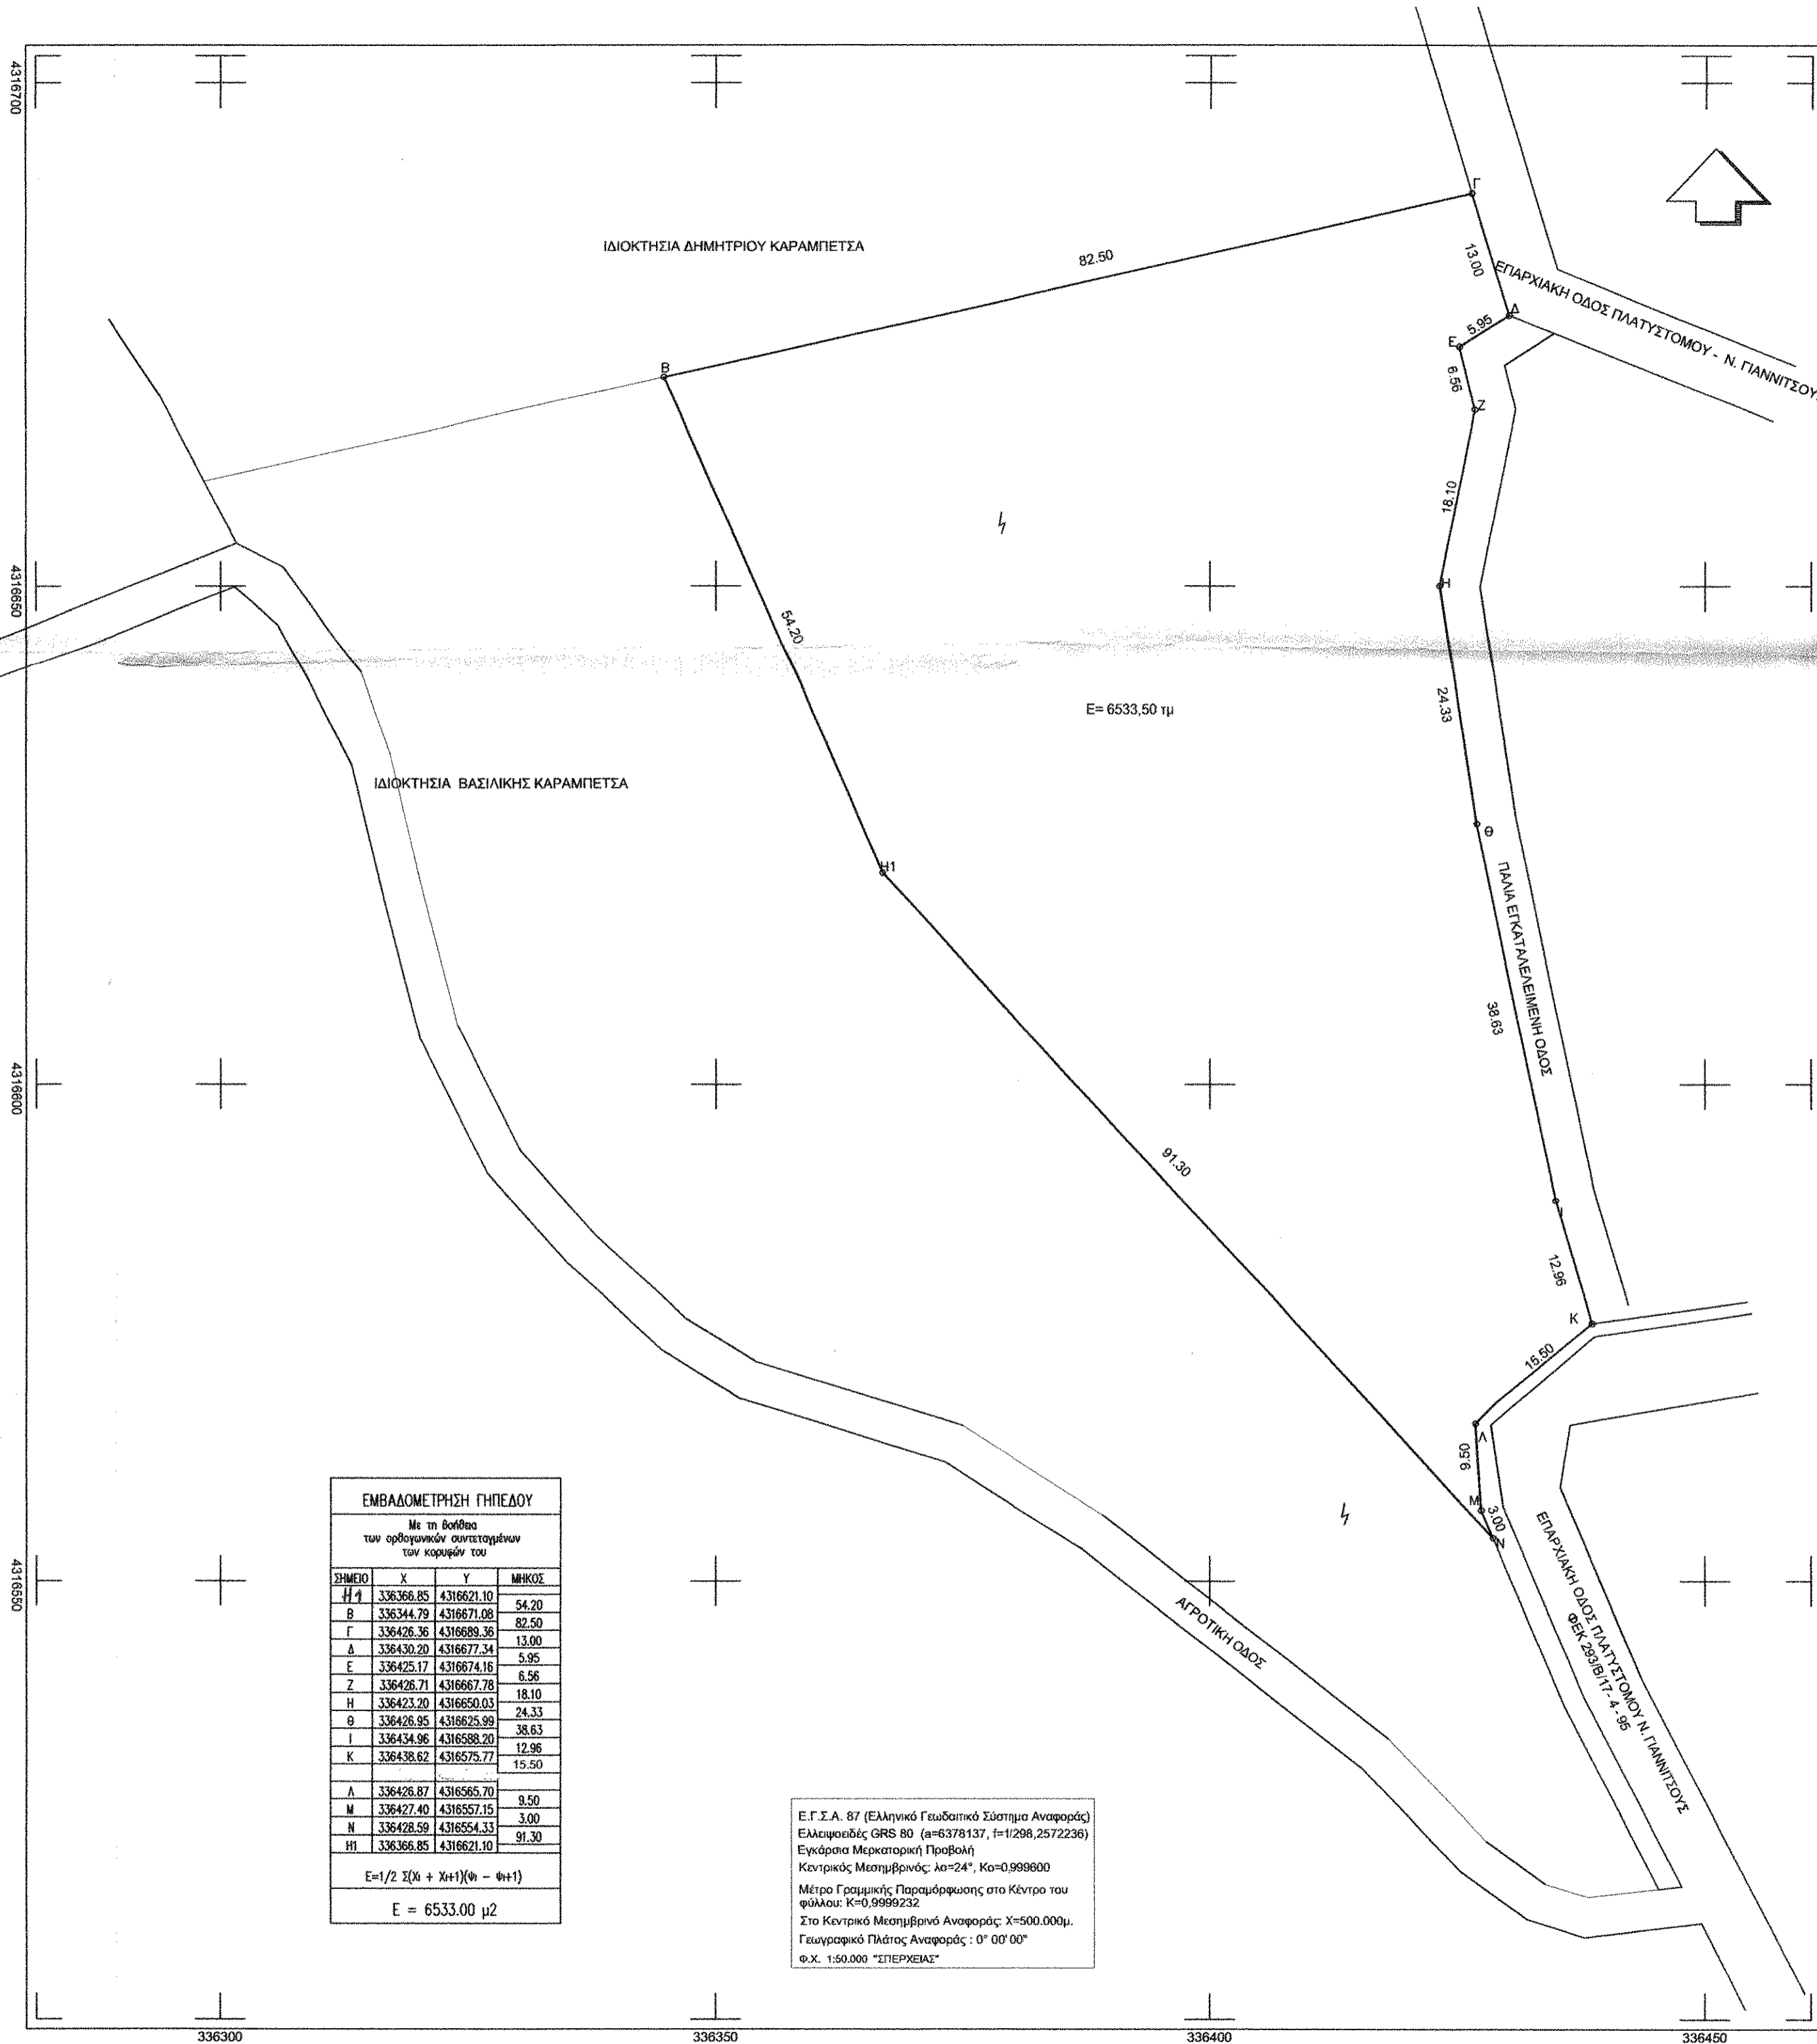 4316700
4316650
4316600
4316550
336300
336350
336400
336450
ΙΔΙΟΚΤΗΣΙΑ ΔΗΜΗΤΡΙΟΥ ΚΑΡΑΜΠΕΤΣΑ
82.50
Γ
13.00
ΕΠΑΡΧΙΑΚΗ ΟΔΟΣ ΠΛΑΤΥΣΤΟΜΟΥ - Ν. ΓΙΑΝΝΙΤΣΟΥΣ
Δ
5.95
Ε
6.56
Ζ
Β
18.10
Η
54.20
24.33
Ε= 6533,50 τμ
ΙΔΙΟΚΤΗΣΙΑ ΒΑΣΙΛΙΚΗΣ ΚΑΡΑΜΠΕΤΣΑ
Θ
Η1
ΠΑΛΙΑ ΕΓΚΑΤΑΛΕΛΕΙΜΕΝΗ ΟΔΟΣ
38.63
91.30
Ι
12.96
Κ
15.50
Λ
9.50
Μ
3.00
Ν
ΕΠΑΡΧΙΑΚΗ ΟΔΟΣ ΠΛΑΤΥΣΤΟΜΟΥ Ν. ΓΙΑΝΝΙΤΣΟΥΣ
ΦΕΚ 293/Β/17- 4 - 95
ΑΓΡΟΤΙΚΗ ΟΔΟΣ
ΕΜΒΑΔΟΜΕΤΡΗΣΗ ΓΗΠΕΔΟΥ
Με τη βοήθεια
των ορθογωνικών συντεταγμένων
των κορυφών του
ΣΗΜΕΙΟ Χ Υ ΜΗΚΟΣ
Η1 336366.85 4316621.10
54.20
Β 336344.79 4316671.08
82.50
Γ 336426.36 4316689.36
13.00
Δ 336430.20 4316677.34
5.95
Ε 336425.17 4316674.16
6.56
Ζ 336426.71 4316667.78
18.10
Η 336423.20 4316650.03
24.33
Θ 336426.95 4316625.99
38.63
Ι 336434.96 4316588.20
12.96
Κ 336438.62 4316575.77
15.50
Λ 336426.87 4316565.70
9.50
Μ 336427.40 4316557.15
3.00
Ν 336428.59 4316554.33
91.30
Η1 336366.85 4316621.10
Ε=1/2 Σ(Χι + Χι+1)(ψι - ψι+1)
Ε = 6533.00 μ2
Ε.Γ.Σ.Α. 87 (Ελληνικό Γεωδαιτικό Σύστημα Αναφοράς)
Ελλειψοειδές GRS 80 (a=6378137, f=1/298,2572236)
Εγκάρσια Μερκατορική Προβολή
Κεντρικός Μεσημβρινός: λο=24°, Κο=0,999600
Μέτρο Γραμμικής Παραμόρφωσης στο Κέντρο του
φύλλου: Κ=0,9999232
Στο Κεντρικό Μεσημβρινό Αναφοράς: Χ=500.000μ.
Γεωγραφικό Πλάτος Αναφοράς : 0° 00' 00"
Φ.Χ. 1:50.000 "ΣΠΕΡΧΕΙΑΣ"